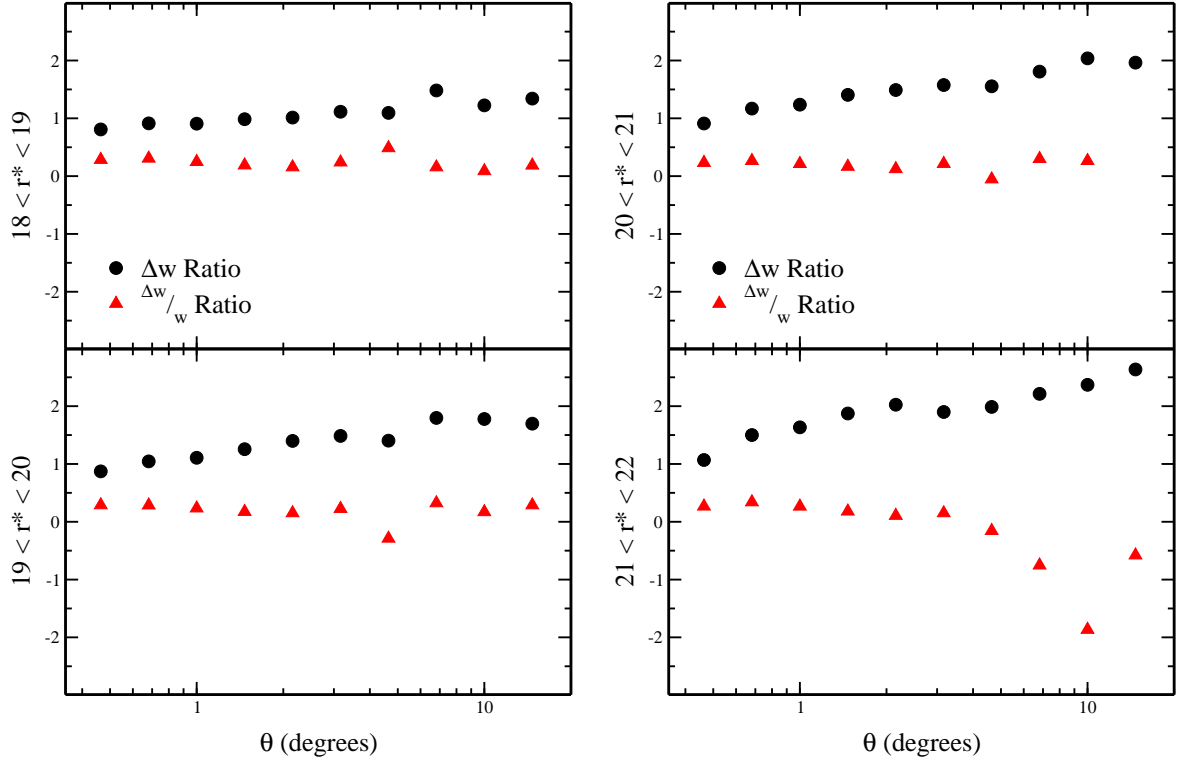 2
1
0
-1
-2
18 < r* < 19
Δw Ratio
Δw/w Ratio
2
1
0
-1
-2
20 < r* < 21
Δw Ratio
Δw/w Ratio
2
1
0
-1
-2
19 < r* < 20
1
10
θ (degrees)
2
1
0
-1
-2
21 < r* < 22
1
10
θ (degrees)